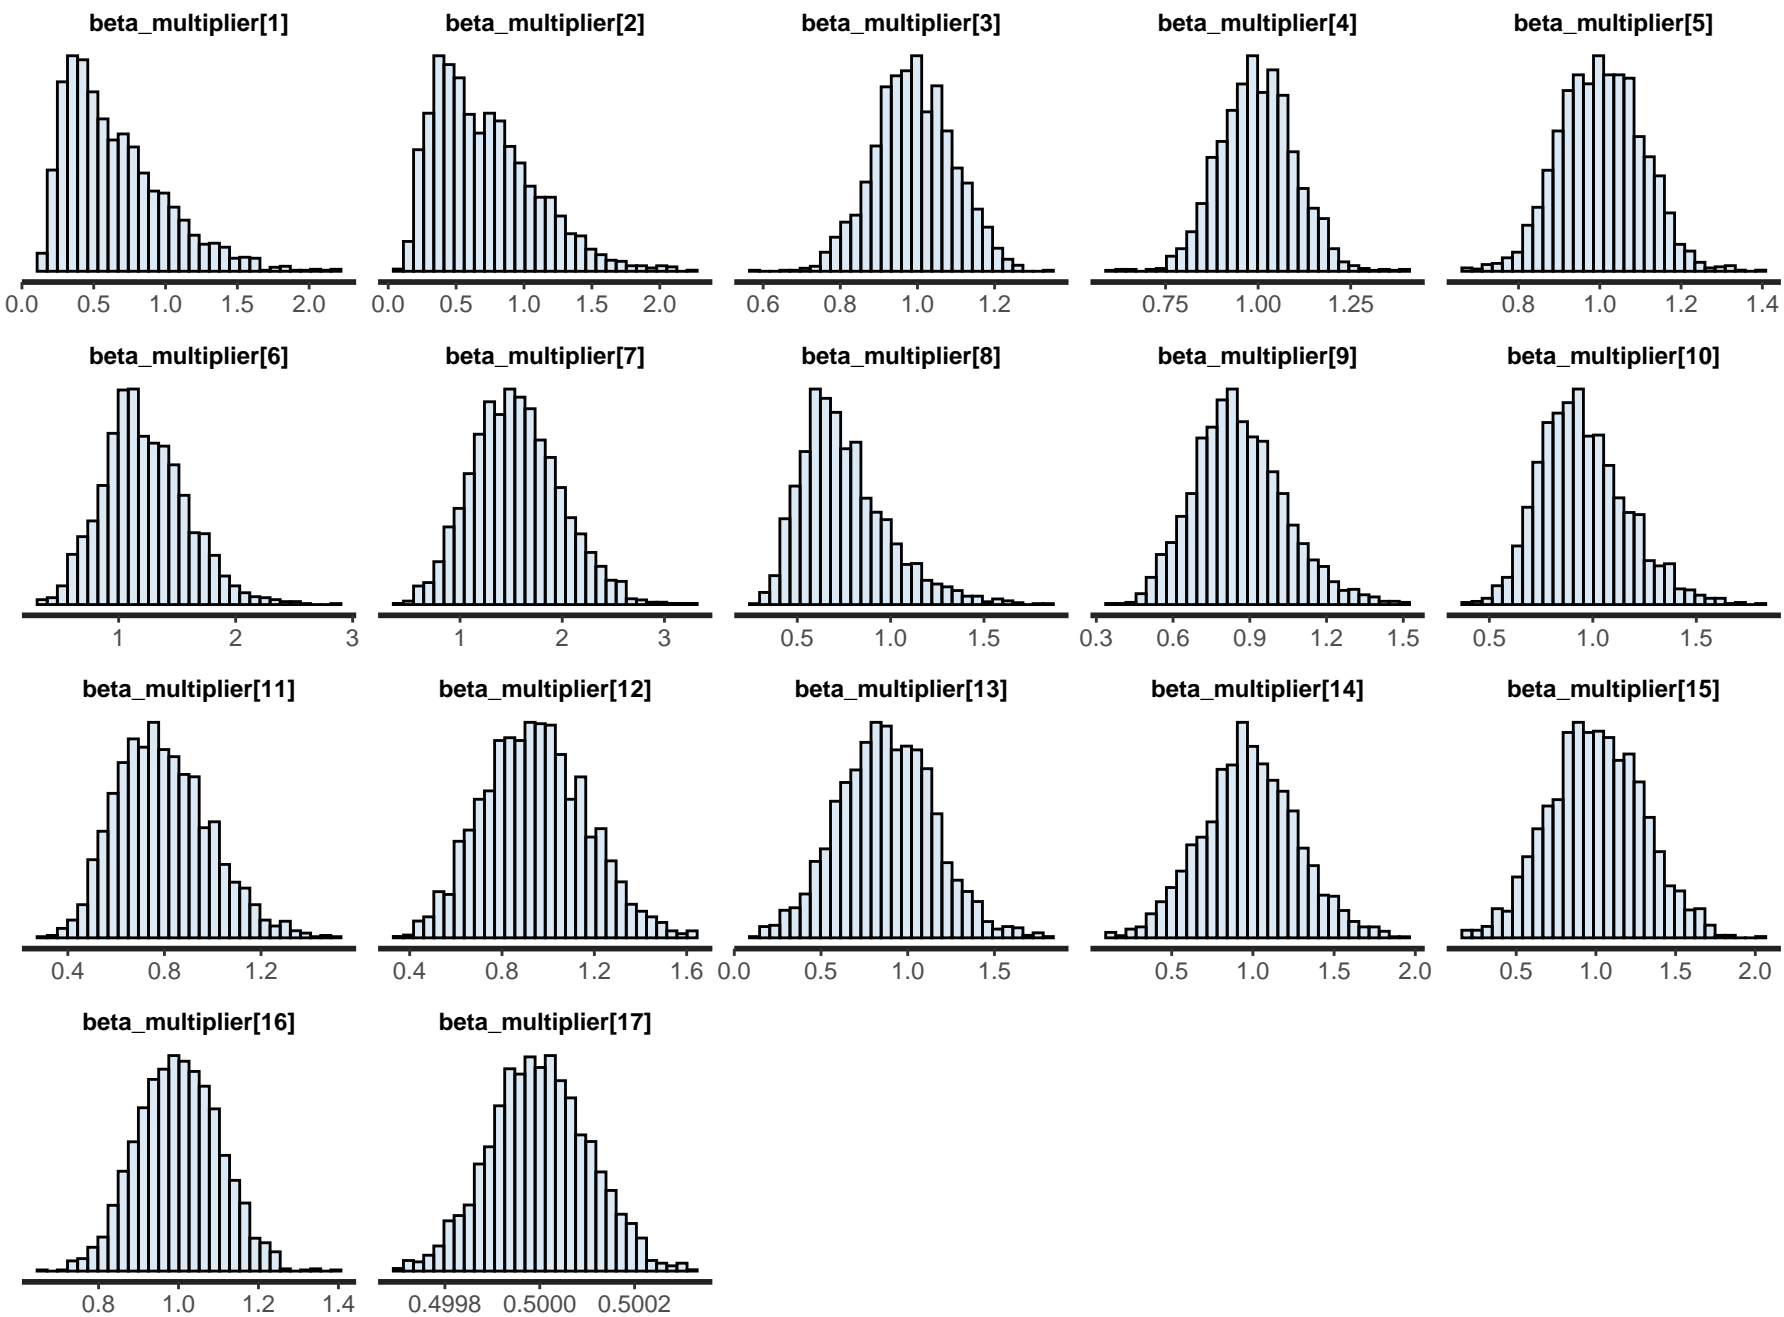 beta_multiplier[1] beta_multiplier[2] beta_multiplier[3] beta_multiplier[4] beta_multiplier[5]
0.0 0.5 1.0 1.5 2.0 0.0 0.5 1.0 1.5 2.0 0.6 0.8 1.0 1.2 0.75 1.00 1.25 0.8 1.0 1.2 1.4
beta_multiplier[6] beta_multiplier[7] beta_multiplier[8] beta_multiplier[9] beta_multiplier[10]
1 2 3 1 2 3 0.5 1.0 1.5 0.3 0.6 0.9 1.2 1.5 0.5 1.0 1.5
beta_multiplier[11] beta_multiplier[12] beta_multiplier[13] beta_multiplier[14] beta_multiplier[15]
0.4 0.8 1.2 0.4 0.8 1.2 1.6 0.0 0.5 1.0 1.5 0.5 1.0 1.5 2.0 0.5 1.0 1.5 2.0
beta_multiplier[16] beta_multiplier[17]
0.8 1.0 1.2 1.4 0.4998 0.5000 0.5002